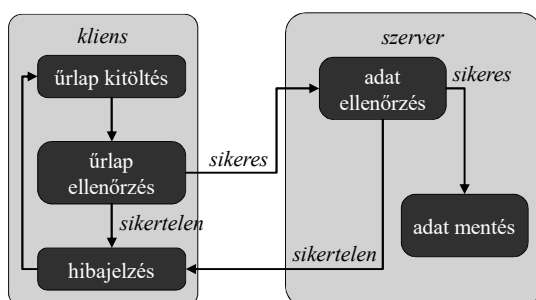 kliens
űrlap kitöltés
űrlap
ellenőrzés
sikertelen
hibajelzés
sikeres
szerver
adat
ellenőrzés
sikeres
adat mentés
sikertelen